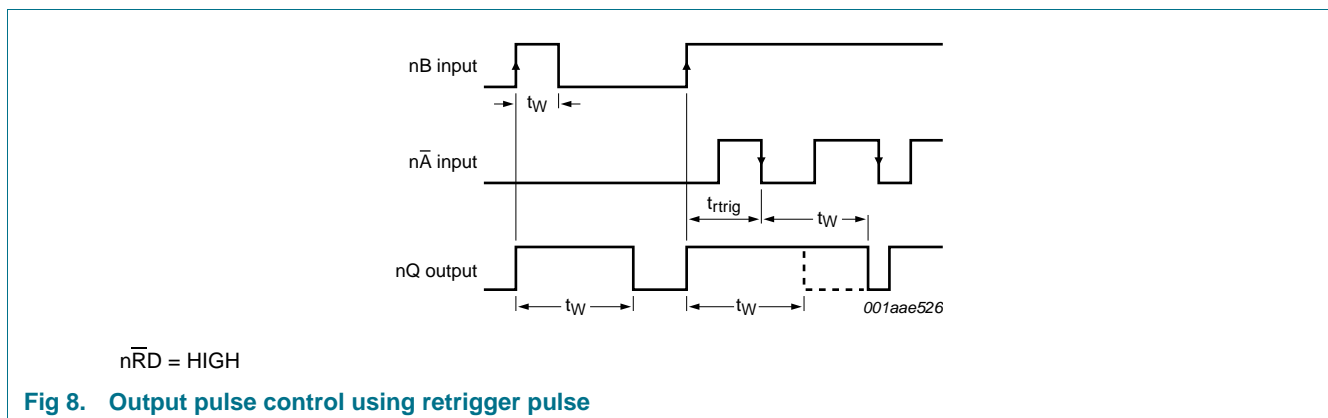 nB input
tW
nA̅ input
trtrig
tW
nQ output
tW
tW
001aae526
nR̅D = HIGH
Fig 8. Output pulse control using retrigger pulse